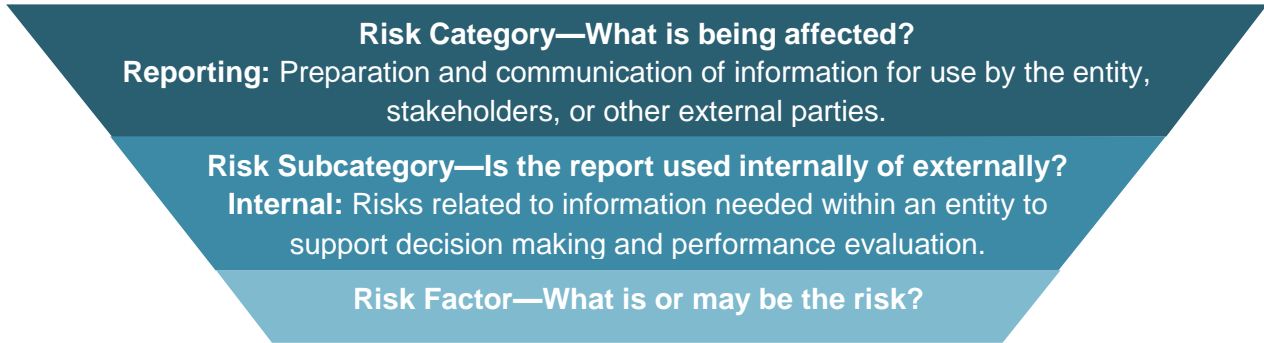 Risk Category—What is being affected?
Reporting: Preparation and communication of information for use by the entity,
stakeholders, or other external parties.
Risk Subcategory—Is the report used internally of externally?
Internal: Risks related to information needed within an entity to
support decision making and performance evaluation.
Risk Factor—What is or may be the risk?